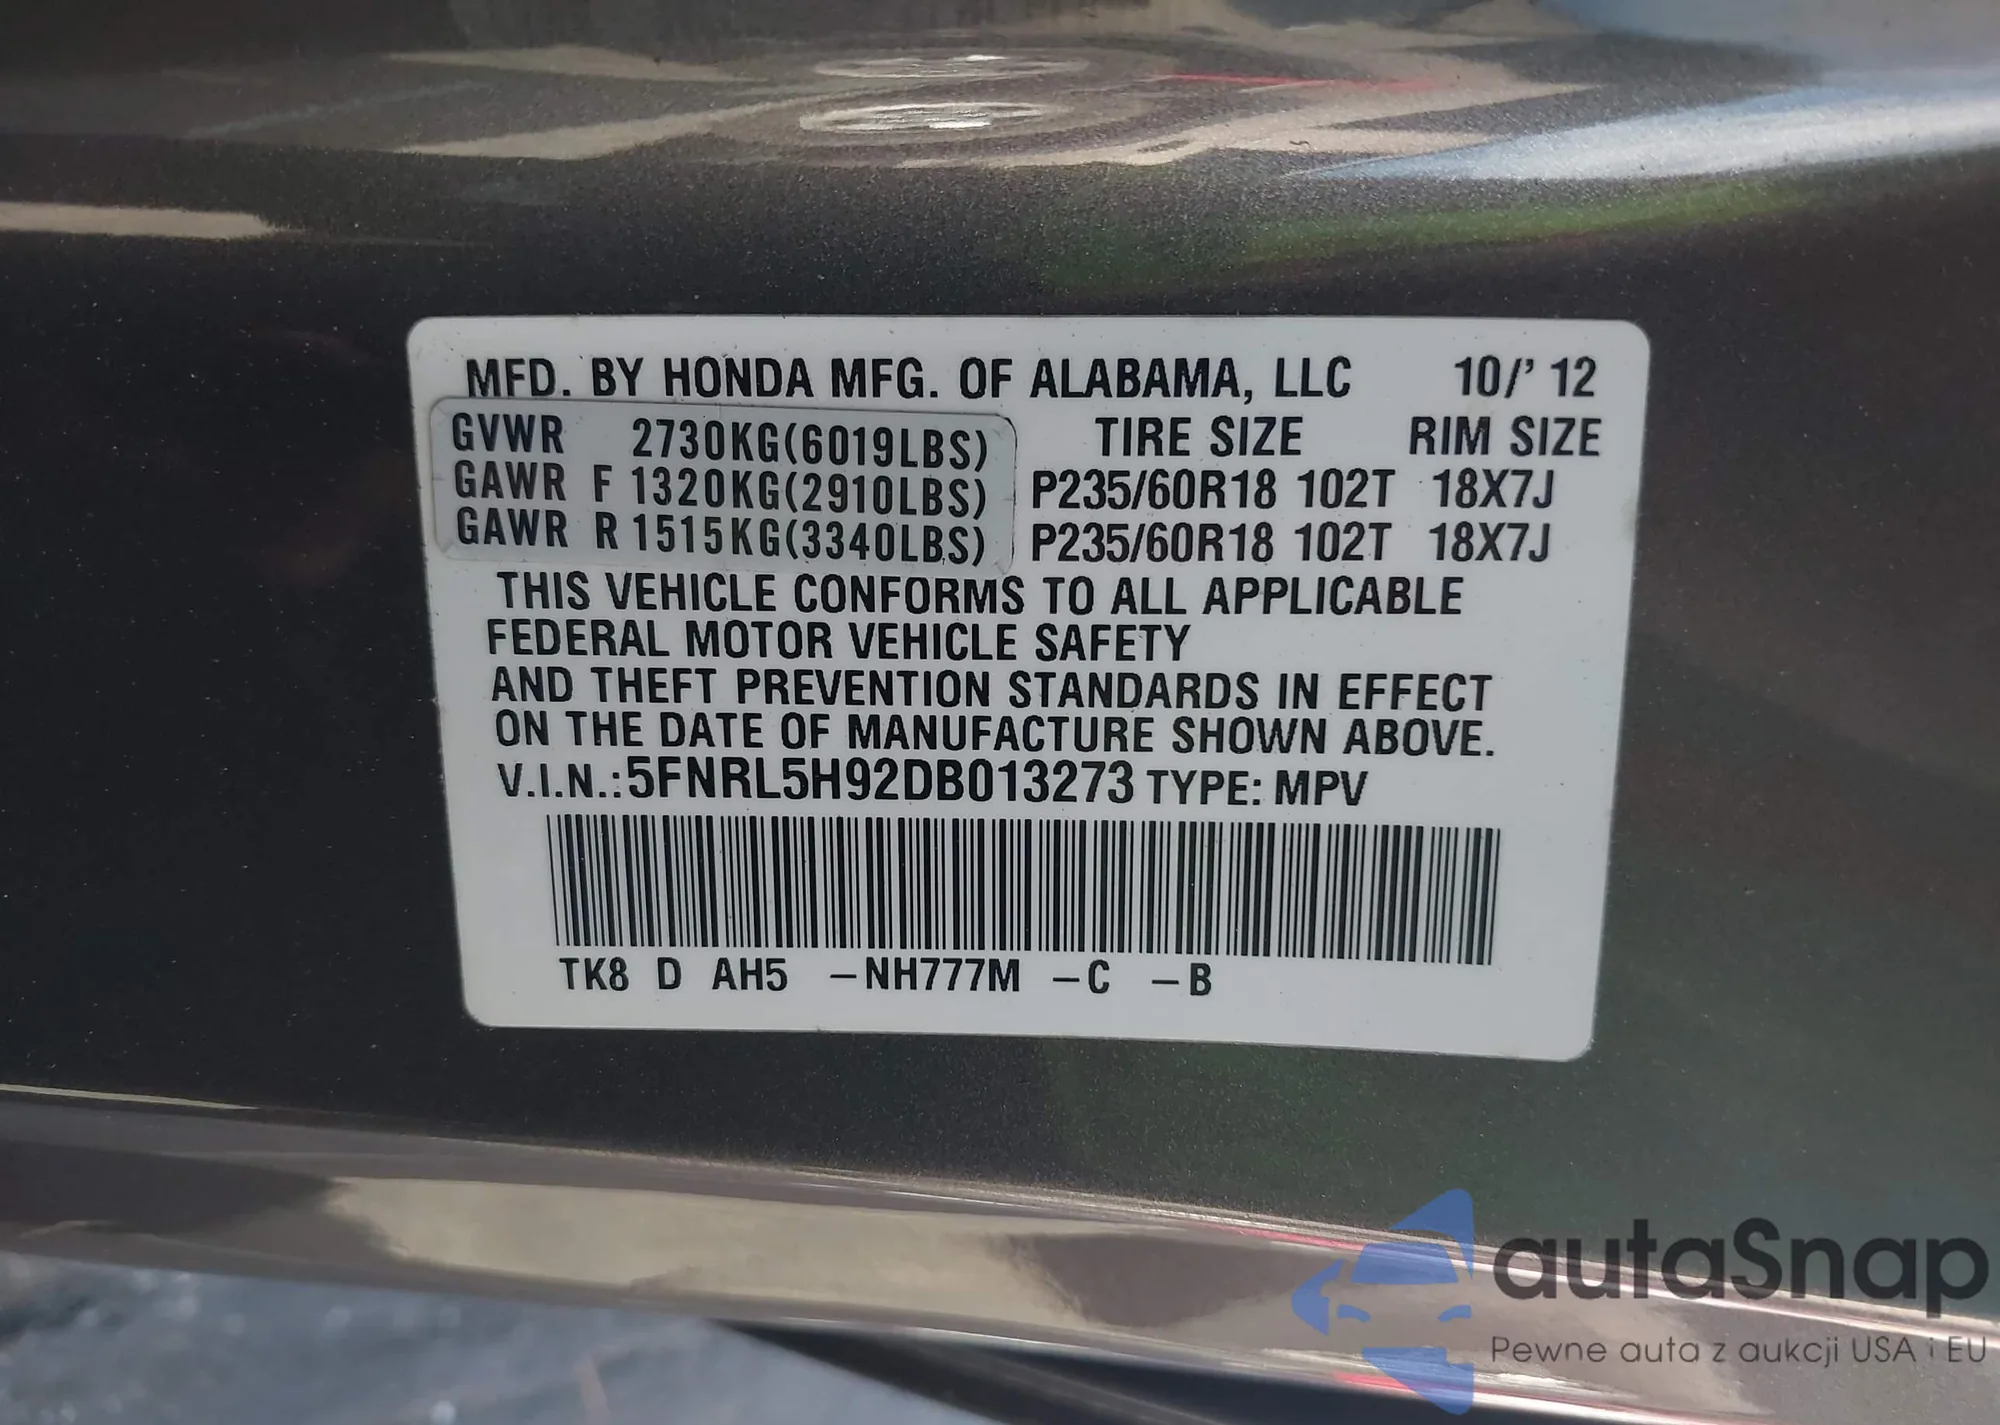 MFD. BY HONDA MFG. OF ALABAMA, LLC 10/' 12
GVWR 2730KG(6019LBS) TIRE SIZE RIM SIZE
GAWR F 1320KG(2910LBS) P235/60R18 102T 18X7J
GAWR R 1515KG(3340LBS) P235/60R18 102T 18X7J
THIS VEHICLE CONFORMS TO ALL APPLICABLE
FEDERAL MOTOR VEHICLE SAFETY
AND THEFT PREVENTION STANDARDS IN EFFECT
ON THE DATE OF MANUFACTURE SHOWN ABOVE.
V.I.N.:5FNRL5H92DB013273 TYPE: MPV
TK8 D AH5 –NH777M –C –B
autaSnap
Pewne auta z aukcji USA i EU